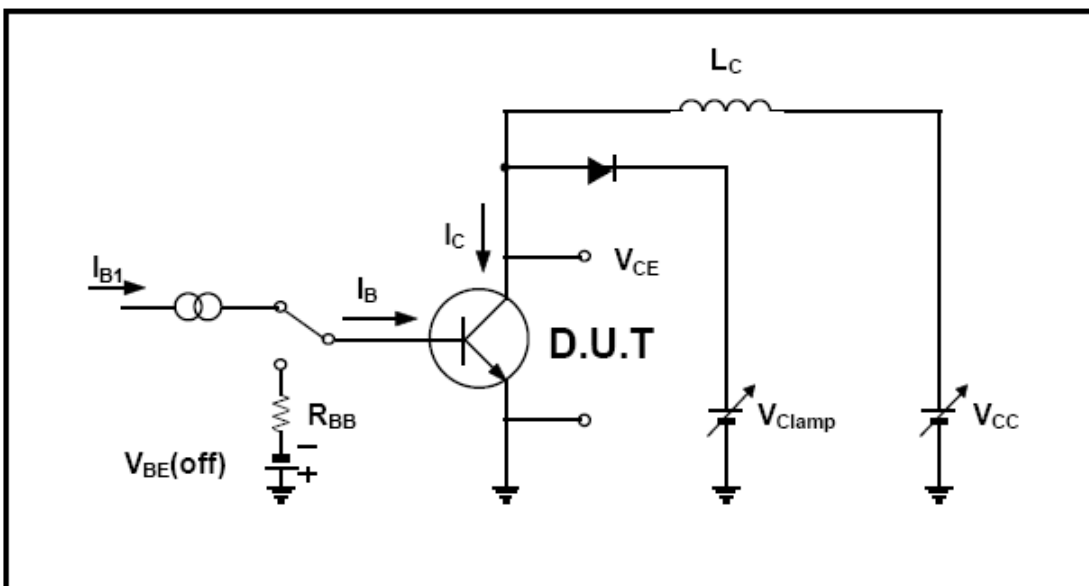 L_C
I_C
V_CE
I_B1
I_B
D.U.T
R_BB
V_Clamp
V_CC
−
V_BE(off)
+